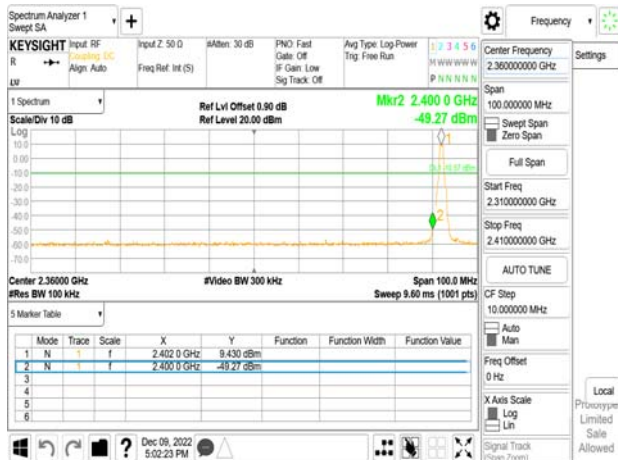 Spectrum Analyzer 1
Swept SA
+
Frequency
KEYSIGHT Input: RF Input Z: 50 Ω #Atten: 30 dB PNO: Fast Avg Type: Log-Power 1 2 3 4 5 6
R Coupling: DC Gate: Off Trig: Free Run M W W W W W
Align: Auto Freq Ref: Int (S) IF Gain: Low
Sig Track: Off P N N N N N
1 Spectrum
Scale/Div 10 dB
Ref Lvl Offset 0.90 dB
Ref Level 20.00 dBm
Mkr2 2.400 0 GHz
-49.27 dBm
Log
10.0
0.00
-10.0
-20.0
-30.0
-40.0
-50.0
-60.0
-70.0
1
2
Center 2.36000 GHz #Video BW 300 kHz Span 100.0 MHz
#Res BW 100 kHz Sweep 9.60 ms (1001 pts)
5 Marker Table
Mode Trace Scale X Y Function Function Width Function Value
1 N 1 f 2.402 0 GHz 9.430 dBm
2 N 1 f 2.400 0 GHz -49.27 dBm
3
4
5
6
Dec 09, 2022
5:02:23 PM
Center Frequency
2.360000000 GHz
Span
100.000000 MHz
Swept Span
Zero Span
Full Span
Start Freq
2.310000000 GHz
Stop Freq
2.410000000 GHz
AUTO TUNE
CF Step
10.000000 MHz
Auto
Man
Freq Offset
0 Hz
X Axis Scale
Log
Lin
Signal Track
(Span Zoom)
Settings
Local
Prototype
Limited
Sale
Allowed